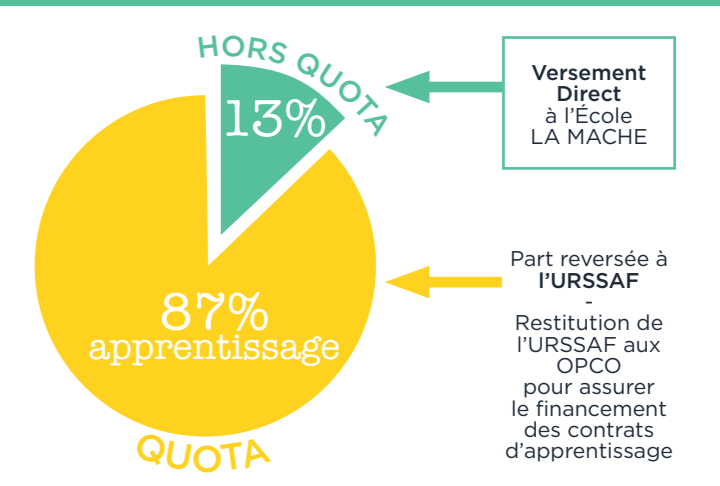 HORS QUOTA
13%
Versement
Direct
à l'École
LA MACHE
87%
apprentissage
QUOTA
Part reversée à
l'URSSAF
-
Restitution de
l'URSSAF aux
OPCO
pour assurer
le financement
des contrats
d'apprentissage